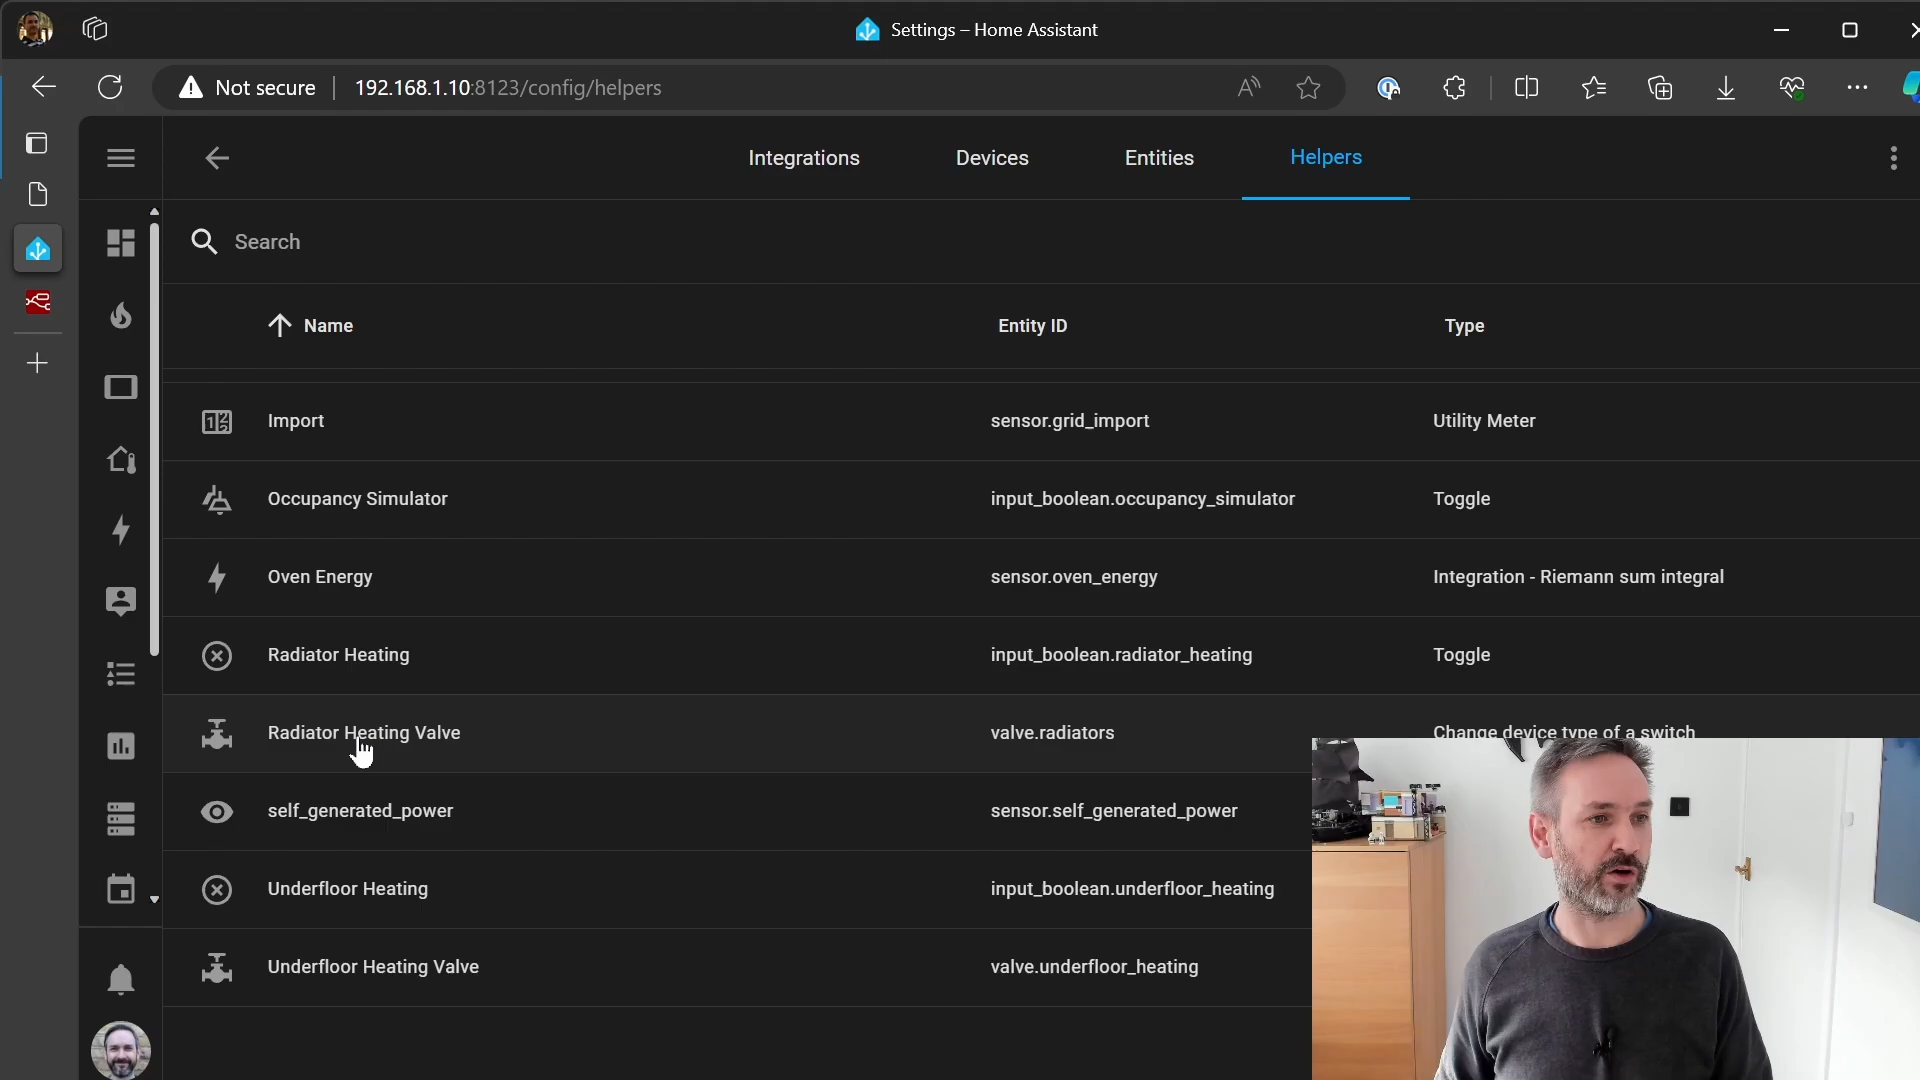 Settings – Home Assistant
Not secure 192.168.1.10:8123/config/helpers
Integrations Devices Entities Helpers
Search
Name Entity ID Type
Import sensor.grid_import Utility Meter
Occupancy Simulator input_boolean.occupancy_simulator Toggle
Oven Energy sensor.oven_energy Integration - Riemann sum integral
Radiator Heating input_boolean.radiator_heating Toggle
Radiator Heating Valve valve.radiators Change device type of a switch
self_generated_power sensor.self_generated_power
Underfloor Heating input_boolean.underfloor_heating
Underfloor Heating Valve valve.underfloor_heating